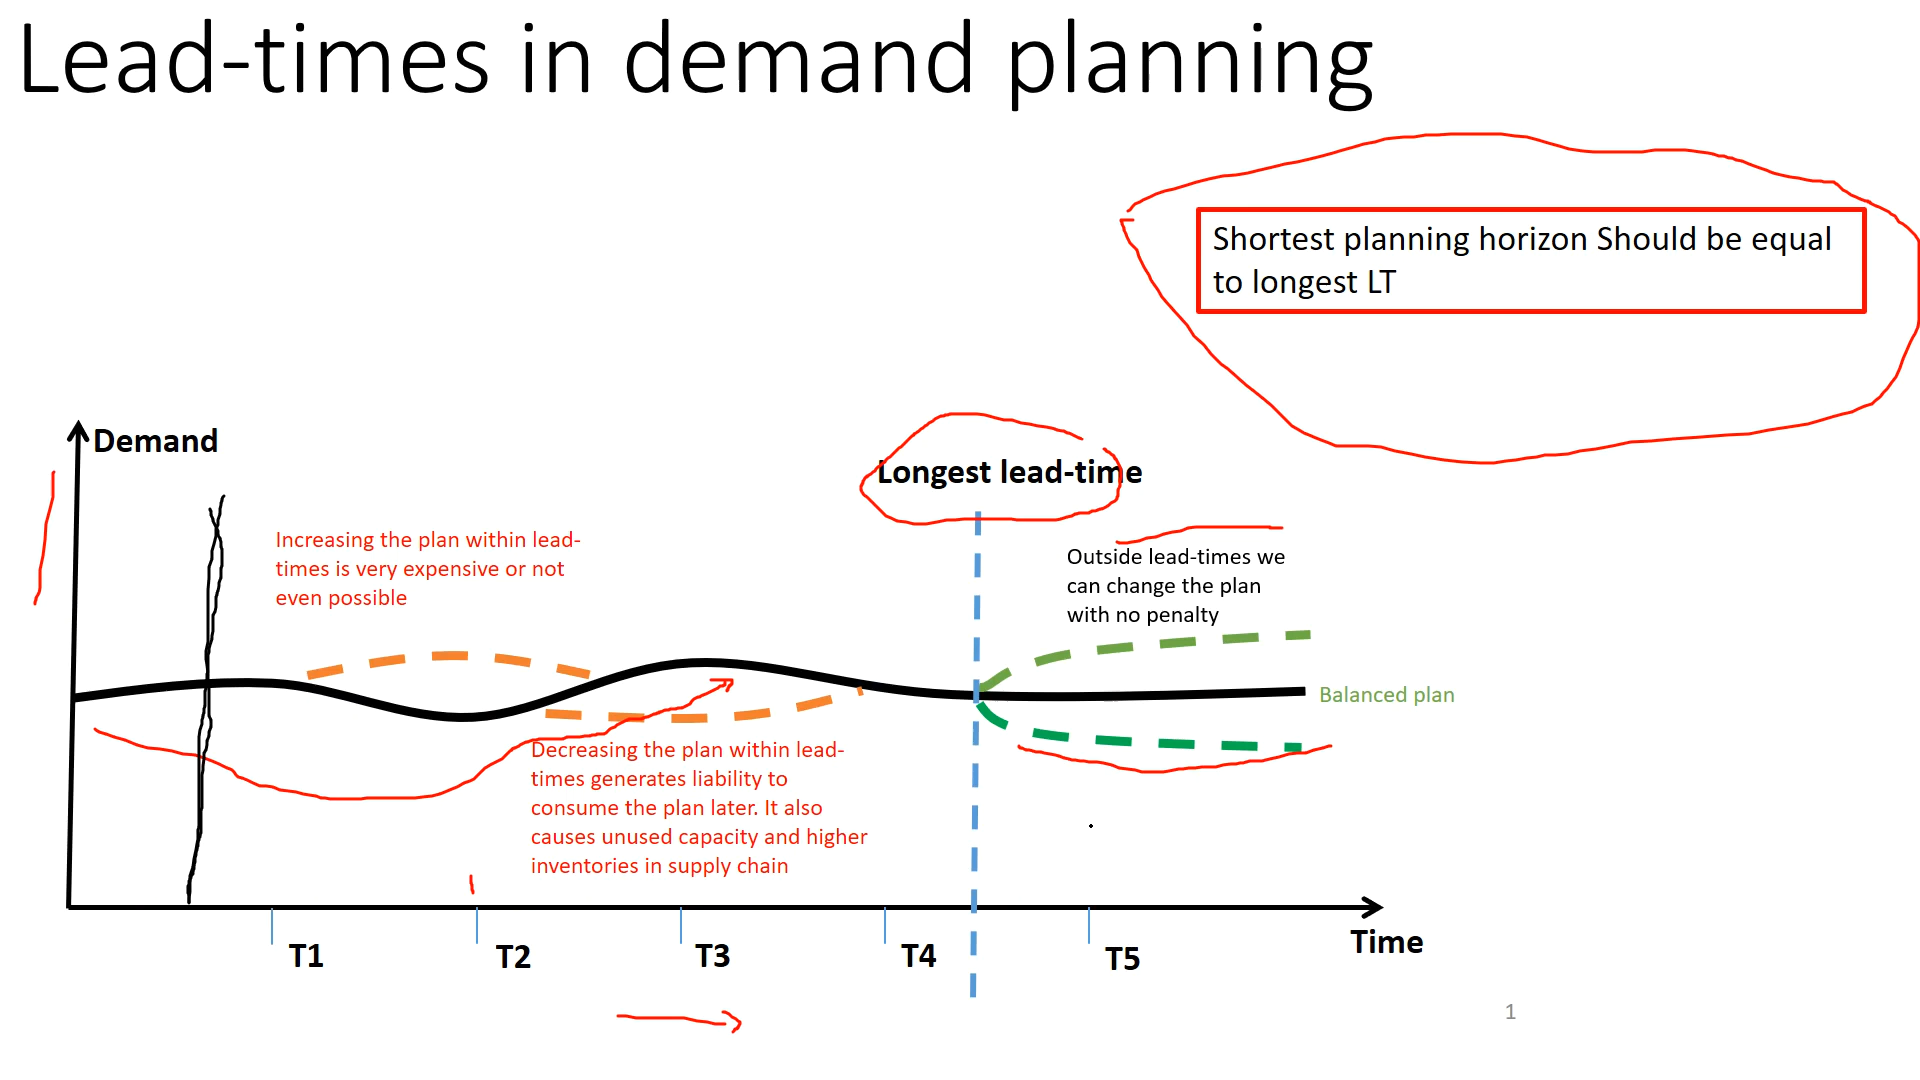 Lead-times in demand planning
Shortest planning horizon Should be equal
to longest LT
Demand
Longest lead-time
Increasing the plan within lead-
times is very expensive or not
even possible
Outside lead-times we
can change the plan
with no penalty
Balanced plan
Decreasing the plan within lead-
times generates liability to
consume the plan later. It also
causes unused capacity and higher
inventories in supply chain
T1
T2
T3
T4
T5
Time
1